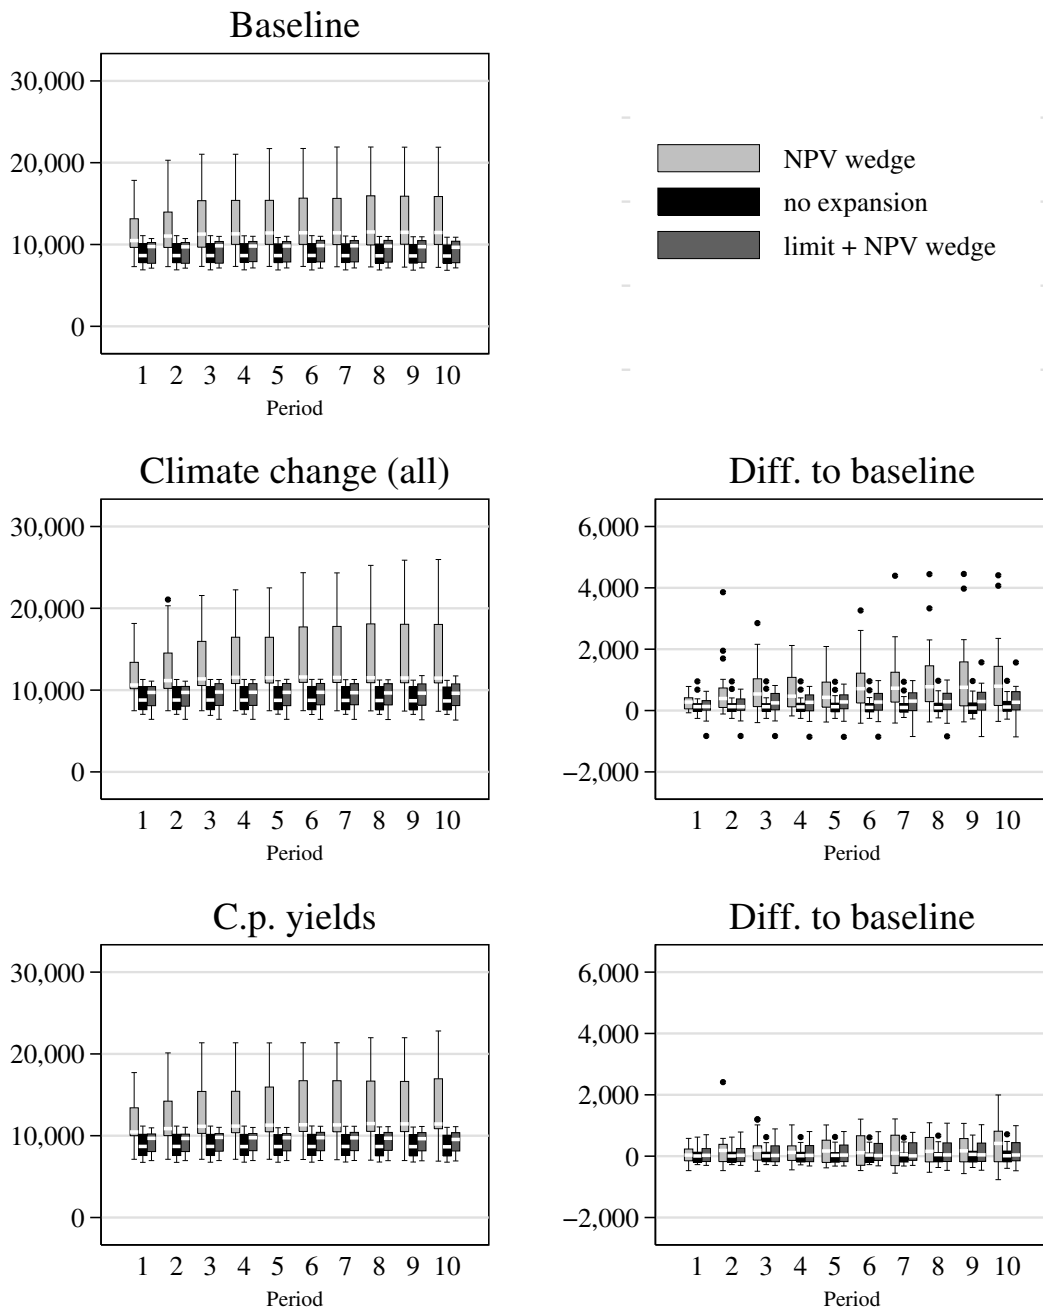 Baseline
30,000
20,000
10,000
0
1 2 3 4 5 6 7 8 9 10
Period
NPV wedge
no expansion
limit + NPV wedge
Climate change (all)
30,000
20,000
10,000
0
1 2 3 4 5 6 7 8 9 10
Period
Diff. to baseline
6,000
4,000
2,000
0
−2,000
1 2 3 4 5 6 7 8 9 10
Period
C.p. yields
30,000
20,000
10,000
0
1 2 3 4 5 6 7 8 9 10
Period
Diff. to baseline
6,000
4,000
2,000
0
−2,000
1 2 3 4 5 6 7 8 9 10
Period